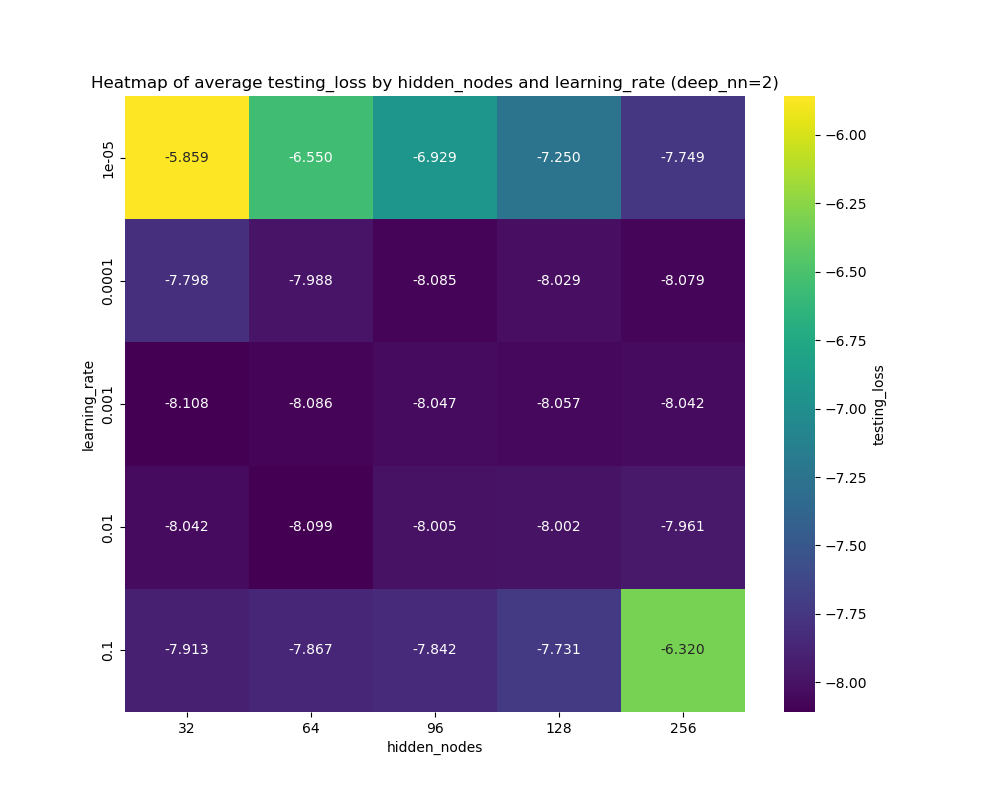 Heatmap of average testing_loss by hidden_nodes and learning_rate (deep_nn=2)
1e-05 -5.859 -6.550 -6.929 -7.250 -7.749
0.0001 -7.798 -7.988 -8.085 -8.029 -8.079
0.001 -8.108 -8.086 -8.047 -8.057 -8.042
0.01 -8.042 -8.099 -8.005 -8.002 -7.961
0.1 -7.913 -7.867 -7.842 -7.731 -6.320
32 64 96 128 256
hidden_nodes
learning_rate
−6.00
−6.25
−6.50
−6.75
−7.00
−7.25
−7.50
−7.75
−8.00
testing_loss